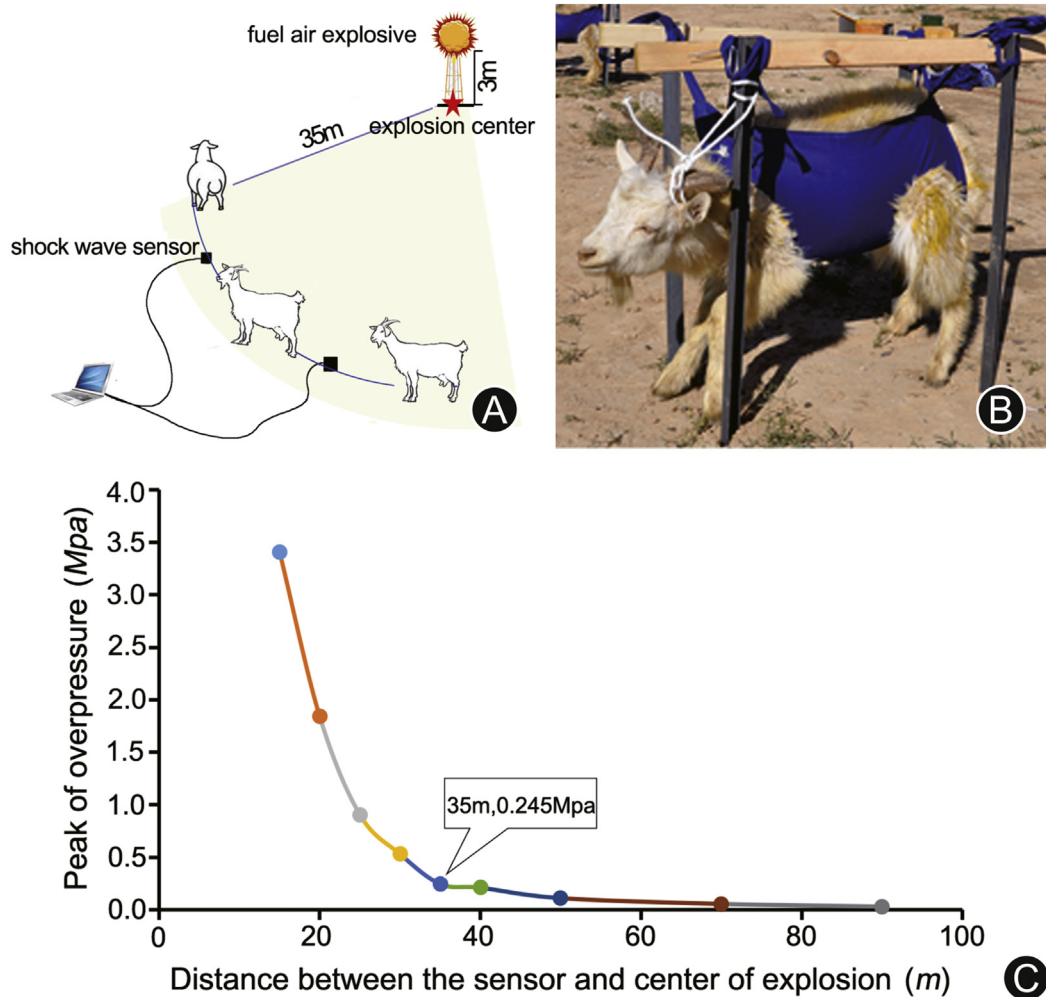 fuel air explosive
3m
explosion center
35m
shock wave sensor
A
B
Peak of overpressure (Mpa)
4.0
3.5
3.0
2.5
2.0
1.5
1.0
0.5
0.0
35m,0.245Mpa
0
20
40
60
80
100
Distance between the sensor and center of explosion (m)
C